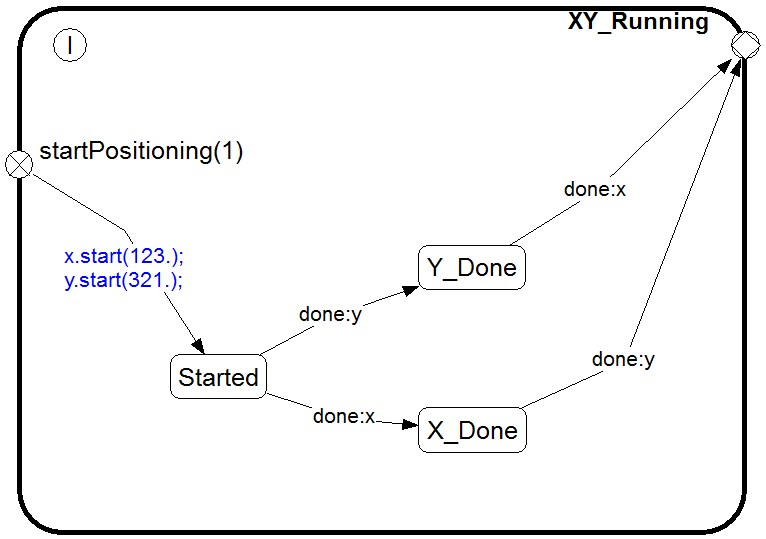 XY_Running
I
startPositioning(1)
done:x
x.start(123.);
y.start(321.);
Y_Done
done:y
done:y
Started
done:x
X_Done